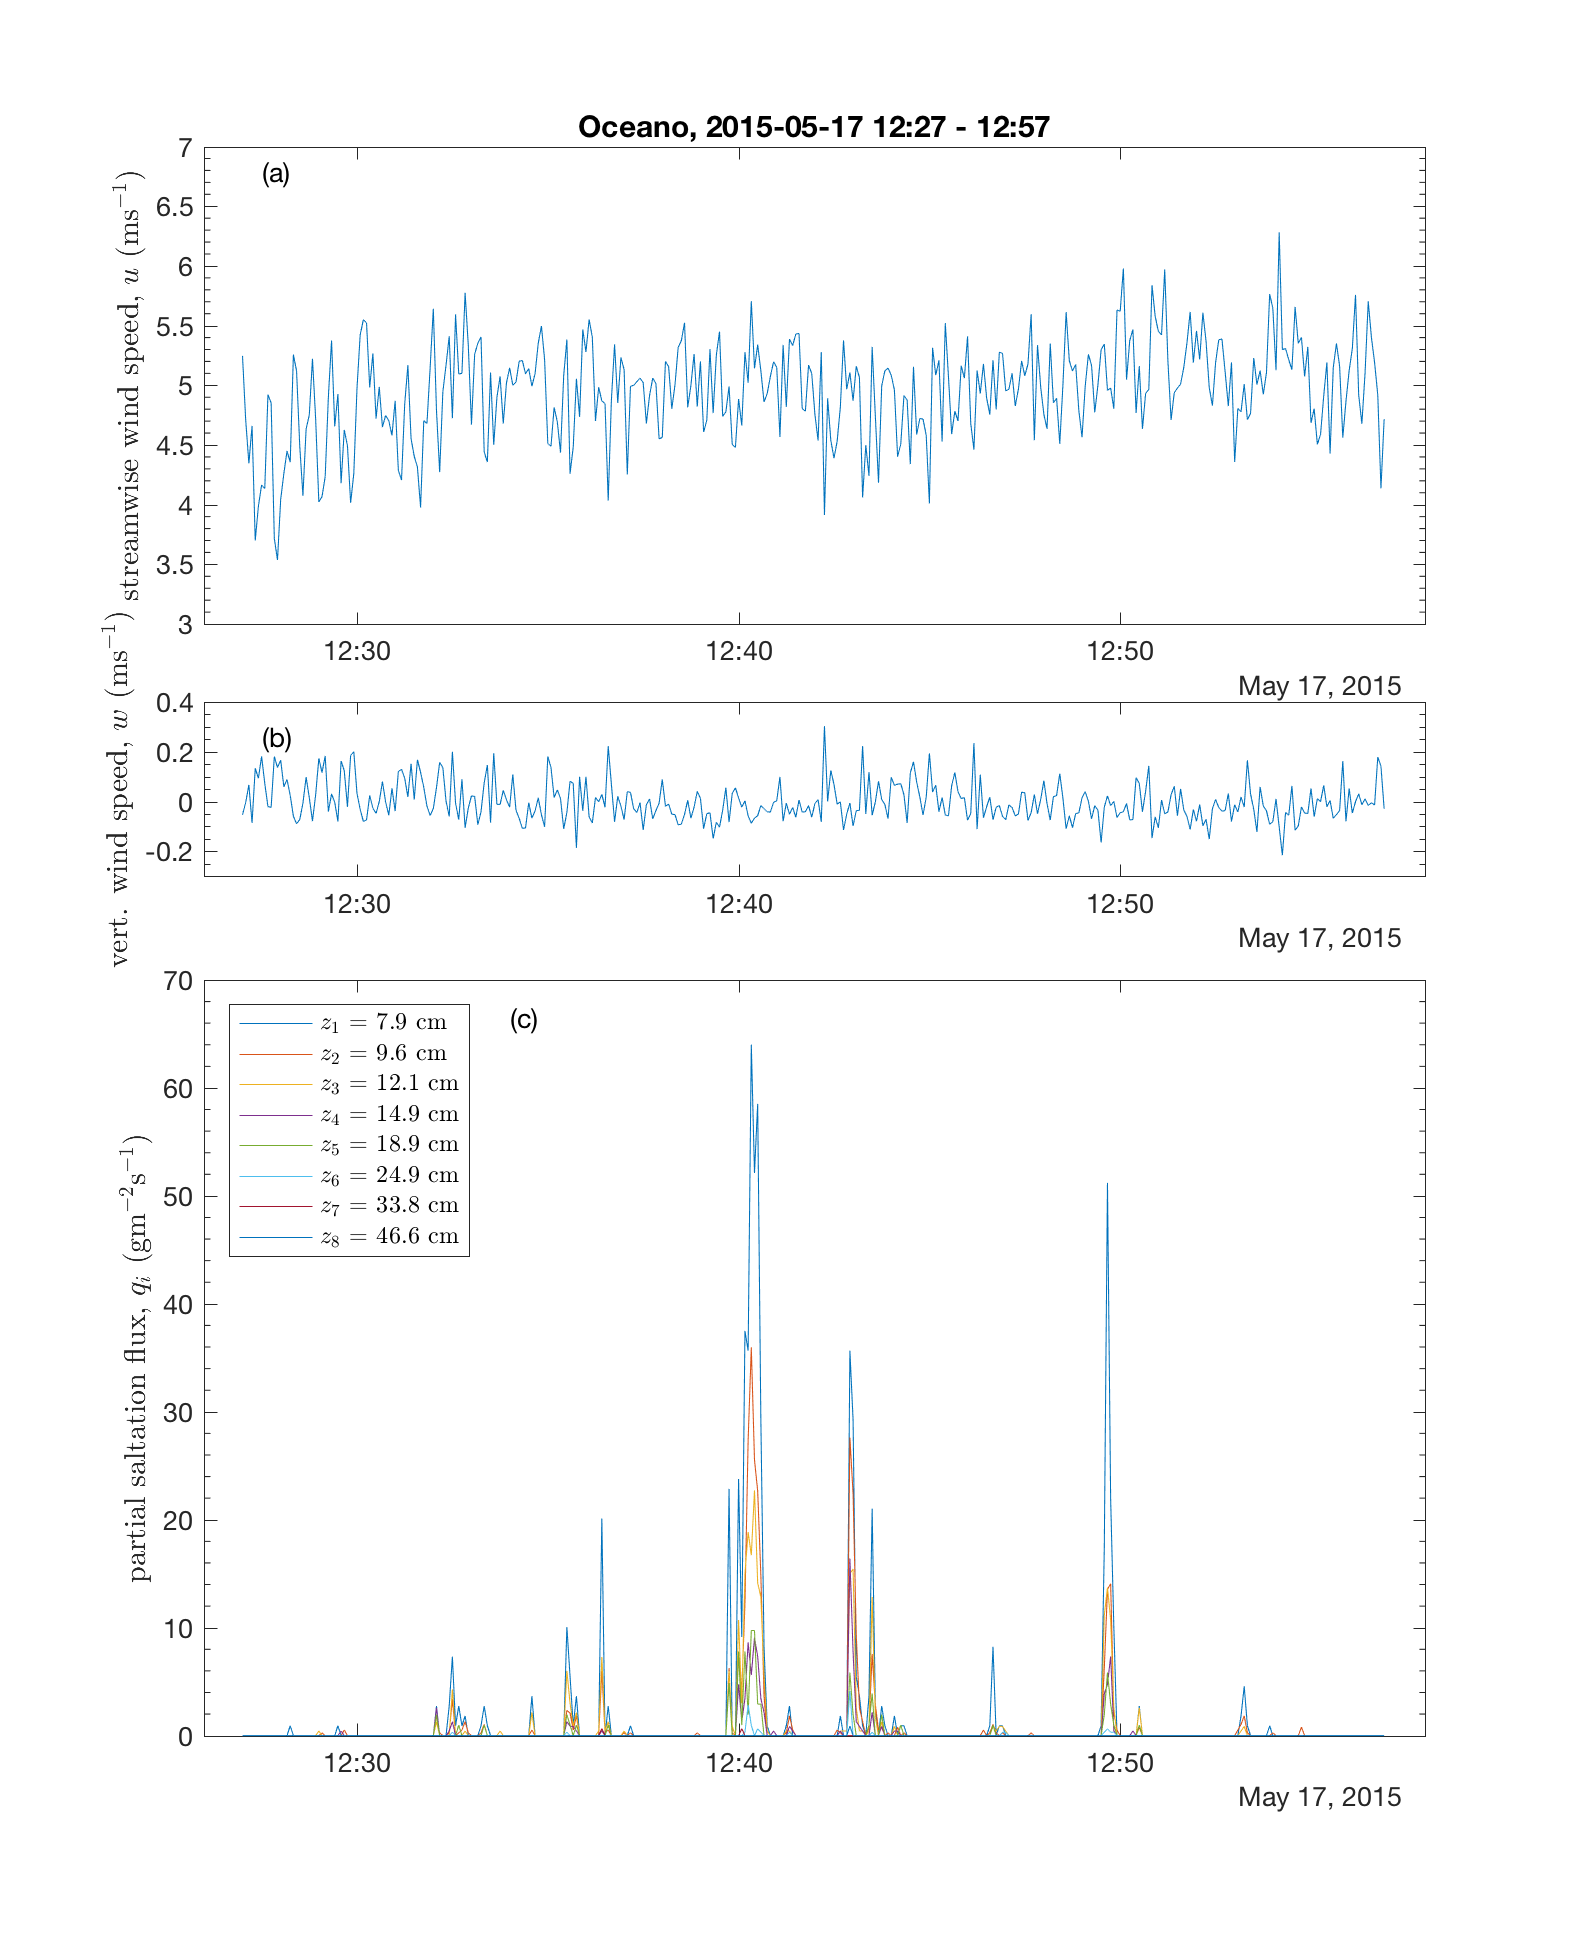 Oceano, 2015-05-17 12:27 - 12:57
(a)
streamwise wind speed, u (ms⁻¹)
7
6.5
6
5.5
5
4.5
4
3.5
3
12:30 12:40 12:50
May 17, 2015
(b)
vert. wind speed, w (ms⁻¹)
0.4
0.2
0
-0.2
12:30 12:40 12:50
May 17, 2015
(c)
partial saltation flux, qᵢ (gm⁻²s⁻¹)
70
60
50
40
30
20
10
0
z₁ = 7.9 cm
z₂ = 9.6 cm
z₃ = 12.1 cm
z₄ = 14.9 cm
z₅ = 18.9 cm
z₆ = 24.9 cm
z₇ = 33.8 cm
z₈ = 46.6 cm
12:30 12:40 12:50
May 17, 2015